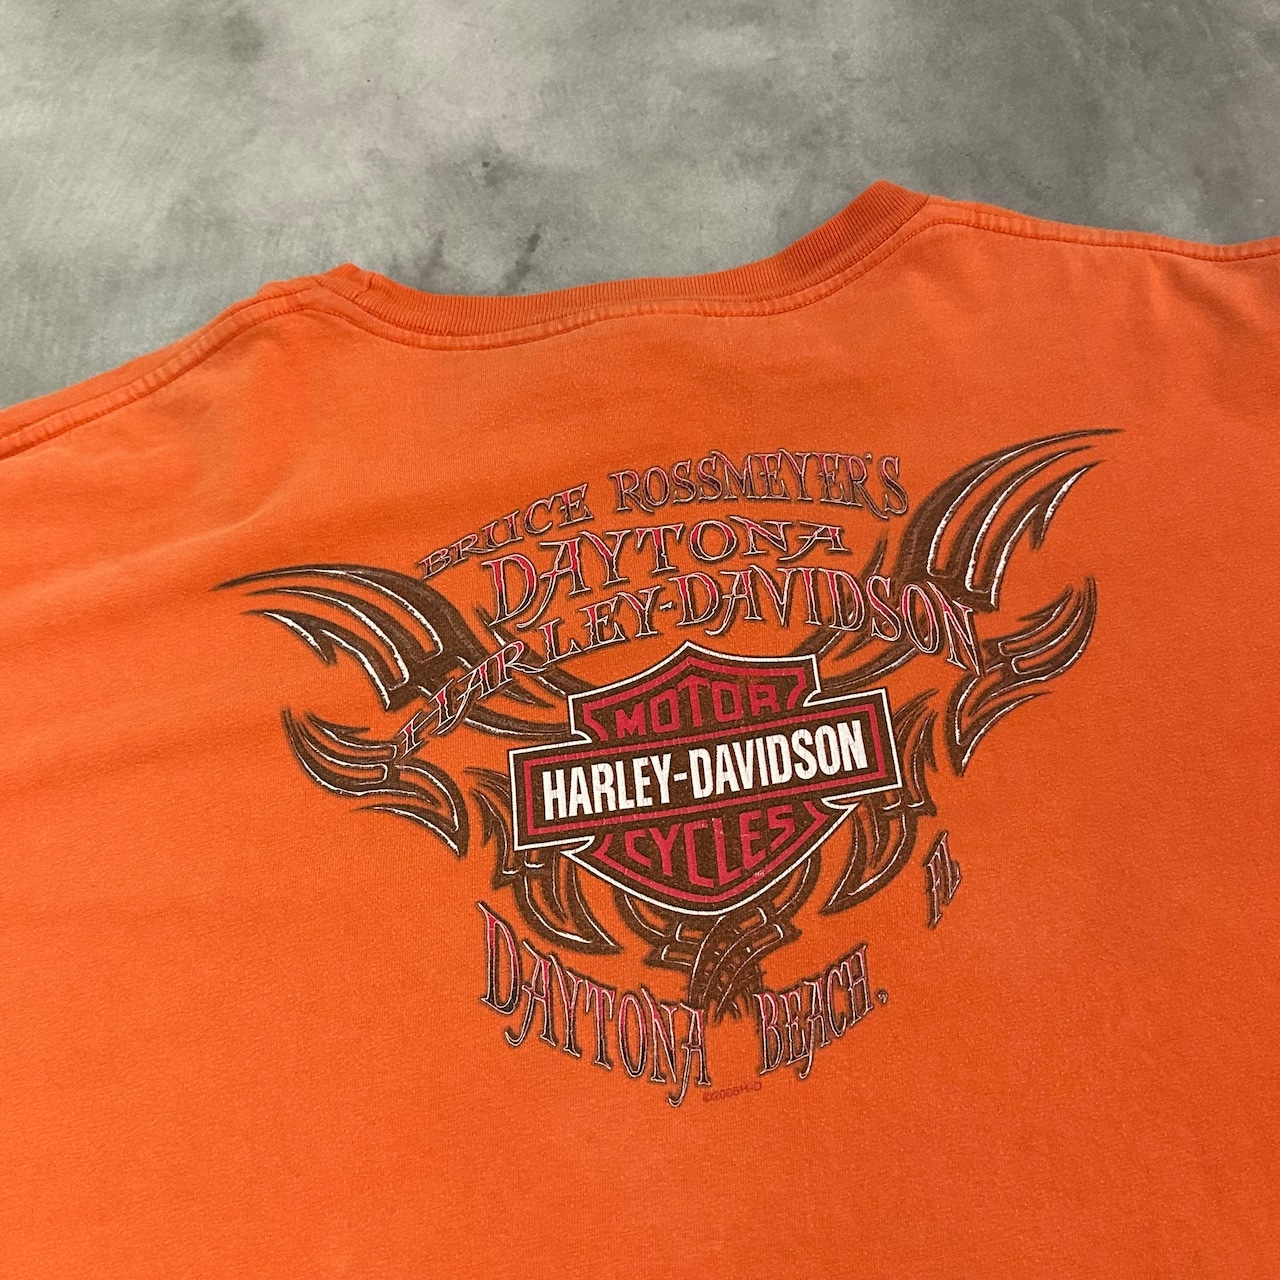 BRUCE ROSSMEYER'S
DAYTONA
HARLEY-DAVIDSON
MOTOR
HARLEY-DAVIDSON
CYCLES
DAYTONA BEACH, FL